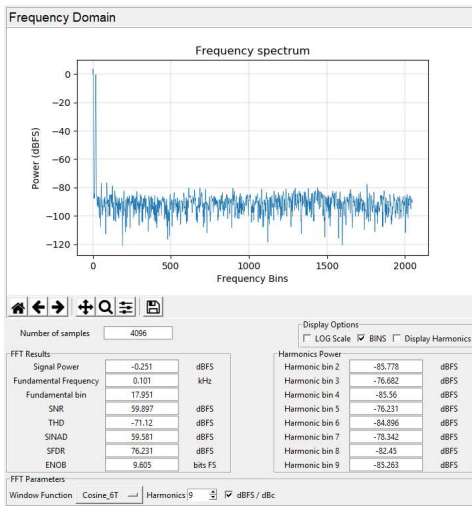 Frequency Domain
Frequency spectrum
Power (dBFS)
0
−20
−40
−60
−80
−100
−120
0 500 1000 1500 2000
Frequency Bins
Number of samples 4096
Display Options
LOG Scale BINS Display Harmonics
FFT Results
Signal Power -0.251 dBFS
Fundamental Frequency 0.101 kHz
Fundamental bin 17.951
SNR 59.897 dBFS
THD -71.12 dBFS
SINAD 59.581 dBFS
SFDR 76.231 dBFS
ENOB 9.605 bits FS
Harmonics Power
Harmonic bin 2 -85.778 dBFS
Harmonic bin 3 -76.682 dBFS
Harmonic bin 4 -85.56 dBFS
Harmonic bin 5 -76.231 dBFS
Harmonic bin 6 -84.896 dBFS
Harmonic bin 7 -78.342 dBFS
Harmonic bin 8 -82.45 dBFS
Harmonic bin 9 -85.263 dBFS
FFT Parameters
Window Function Cosine_6T Harmonics 9 dBFS / dBc